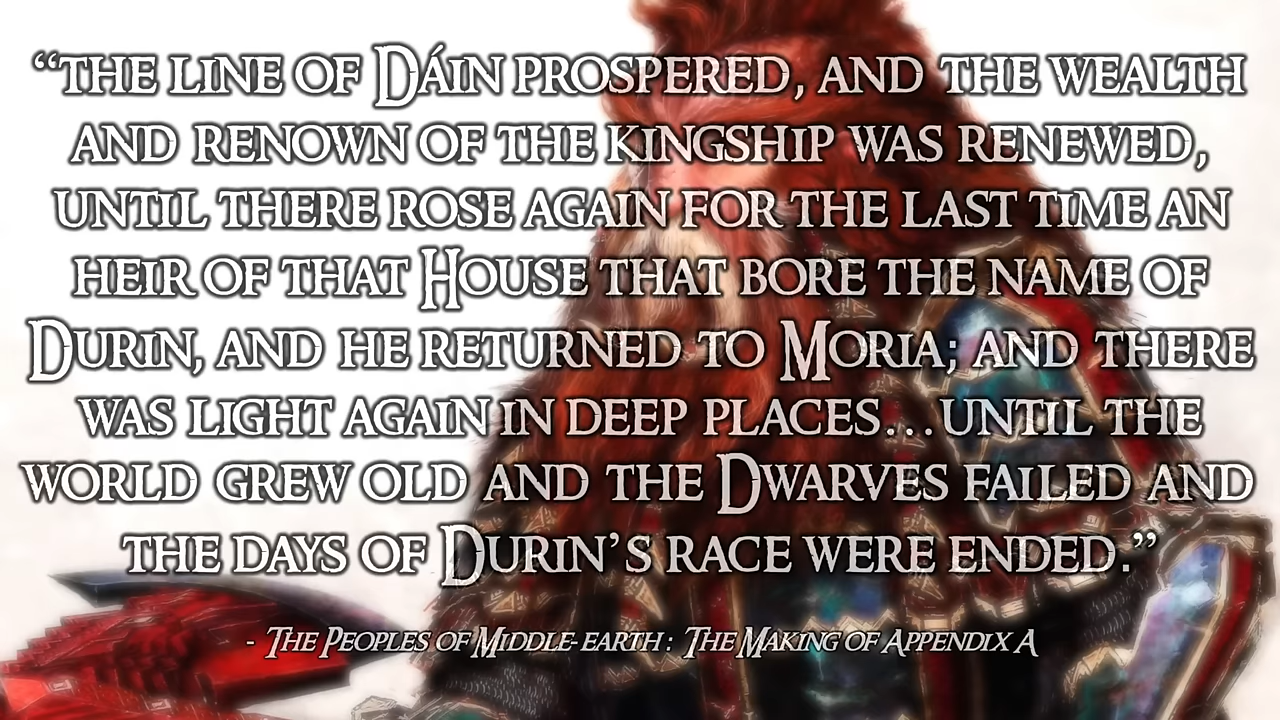 “The line of Dáin prospered, and the wealth
and renown of the kingship was renewed,
until there rose again for the last time an
heir of that House that bore the name of
Durin, and he returned to Moria; and there
was light again in deep places...until the
world grew old and the Dwarves failed and
the days of Durin’s race were ended.”
- The Peoples of Middle-earth: The Making of Appendix A